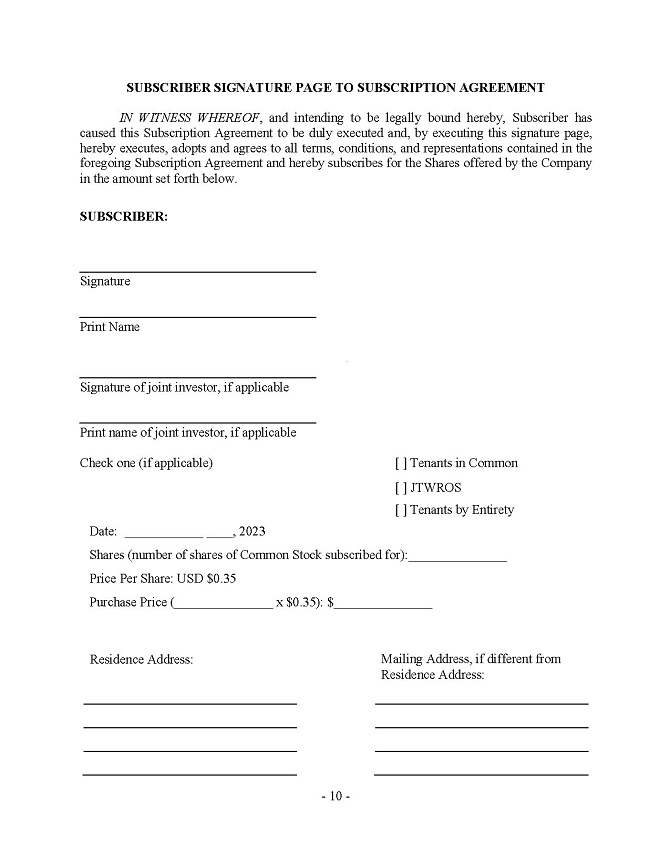 SUBSCRIBER SIGNATURE PAGE TO SUBSCRIPTION AGREEMENT
IN WITNESS WHEREOF, and intending to be legally bound hereby, Subscriber has
caused this Subscription Agreement to be duly executed and, by executing this signature page,
hereby executes, adopts and agrees to all terms, conditions, and representations contained in the
foregoing Subscription Agreement and hereby subscribes for the Shares offered by the Company
in the amount set forth below.
SUBSCRIBER:
Signature
Print Name
Signature of joint investor, if applicable
Print name of joint investor, if applicable
Check one (if applicable) [ ] Tenants in Common
[ ] JTWROS
[ ] Tenants by Entirety
Date: ____________ ____, 2023
Shares (number of shares of Common Stock subscribed for):_______________
Price Per Share: USD $0.35
Purchase Price (_______________ x $0.35): $_______________
Residence Address:
Mailing Address, if different from
Residence Address:
- 10 -